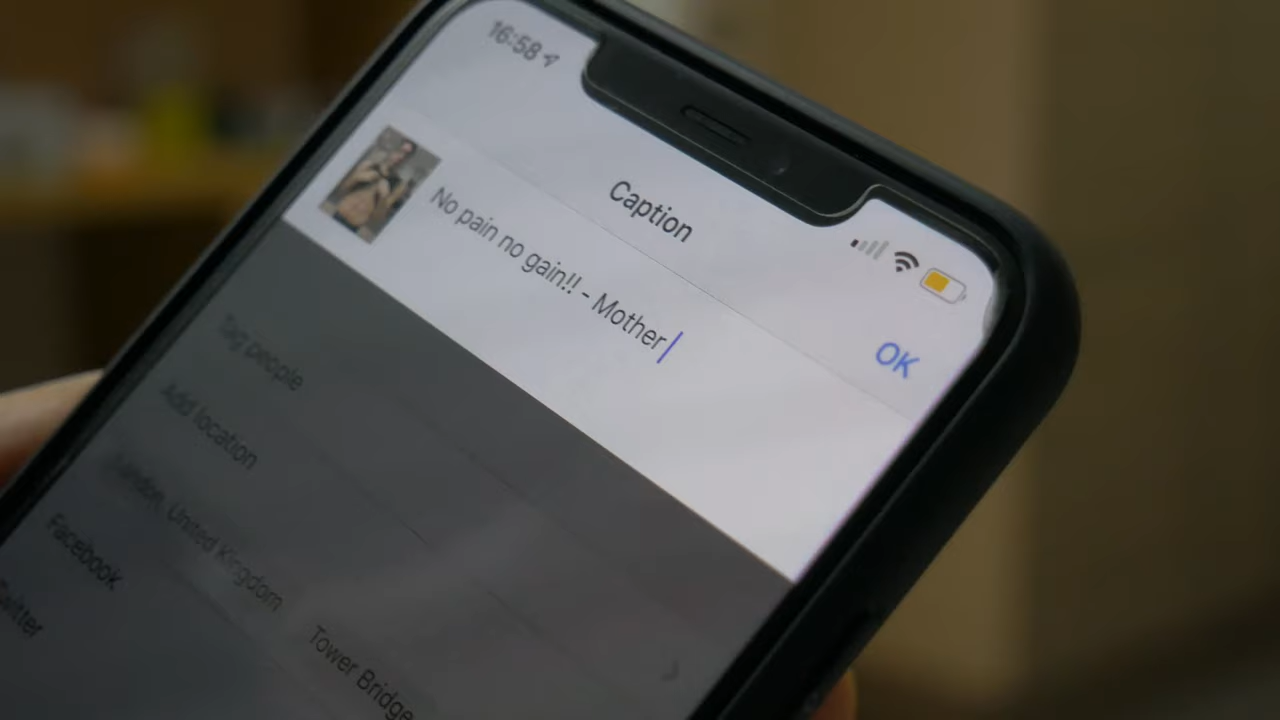 16:58
Caption
OK
No pain no gain!! - Mother
Tag people
Add location
London, United Kingdom
Tower Bridge
Facebook
Twitter